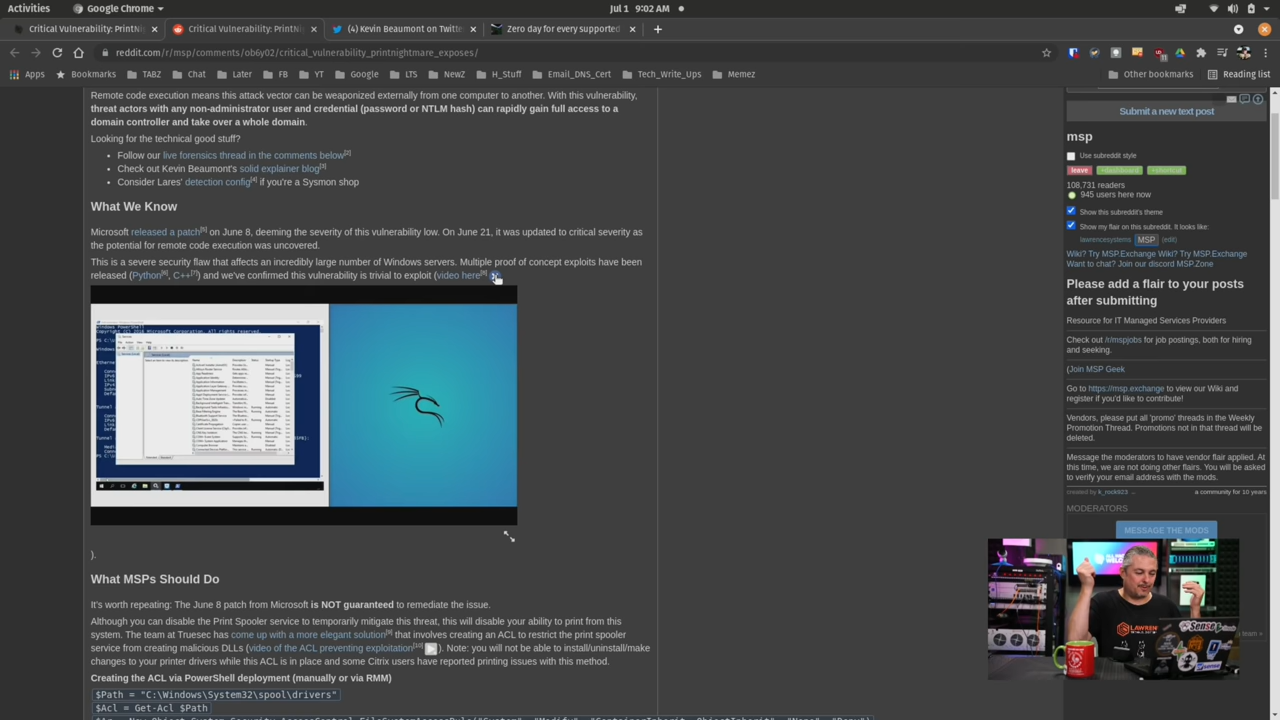 Activities
Google Chrome
Jul 1 9:02 AM
Critical Vulnerability: PrintNi
Critical Vulnerability: PrintNi
(4) Kevin Beaumont on Twitte
Zero day for every supported
reddit.com/r/msp/comments/ob6y02/critical_vulnerability_printnightmare_exposes/
Apps
Bookmarks
TABZ
Chat
Later
FB
YT
Google
LTS
NewZ
H_Stuff
Email_DNS_Cert
Tech_Write_Ups
Memez
Other bookmarks
Reading list
Remote code execution means this attack vector can be weaponized externally from one computer to another. With this vulnerability,
threat actors with any non-administrator user and credential (password or NTLM hash) can rapidly gain full access to a
domain controller and take over a whole domain.
Looking for the technical good stuff?
• Follow our live forensics thread in the comments below[2]
• Check out Kevin Beaumont's solid explainer blog[3]
• Consider Lares' detection config[4] if you're a Sysmon shop
What We Know
Microsoft released a patch[5] on June 8, deeming the severity of this vulnerability low. On June 21, it was updated to critical severity as
the potential for remote code execution was uncovered.
This is a severe security flaw that affects an incredibly large number of Windows servers. Multiple proof of concept exploits have been
released (Python[6], C++[7]) and we've confirmed this vulnerability is trivial to exploit (video here[8]
Windows PowerShell
).
What MSPs Should Do
It's worth repeating: The June 8 patch from Microsoft is NOT guaranteed to remediate the issue.
Although you can disable the Print Spooler service to temporarily mitigate this threat, this will disable your ability to print from this
system. The team at Truesec has come up with a more elegant solution[9] that involves creating an ACL to restrict the print spooler
service from creating malicious DLLs (video of the ACL preventing exploitation[10] ). Note: you will not be able to install/uninstall/make
changes to your printer drivers while this ACL is in place and some Citrix users have reported printing issues with this method.
Creating the ACL via PowerShell deployment (manually or via RMM)
$Path = "C:\Windows\System32\spool\drivers"
$Acl = Get-Acl $Path
Submit a new text post
msp
Use subreddit style
leave
+dashboard
+shortcut
108,731 readers
945 users here now
Show this subreddit's theme
Show my flair on this subreddit. It looks like:
lawrencesystems MSP (edit)
Wiki? Try MSP.Exchange Wiki? Try MSP.Exchange
Want to chat? Join our discord MSP.Zone
Please add a flair to your posts
after submitting
Resource for IT Managed Services Providers
Check out /r/mspjobs for job postings, both for hiring
and seeking.
(Join MSP Geek
Go to https://msp.exchange to view our Wiki and
register if you'd like to contribute!
Vendors, please put all 'promo' threads in the Weekly
Promotion Thread. Promotions not in that thread will be
deleted.
Message the moderators to have vendor flair applied. At
this time, we are not doing other flairs. You will be asked
to verify your email address with the mods.
created by k_rock923
a community for 10 years
MODERATORS
MESSAGE THE MODS